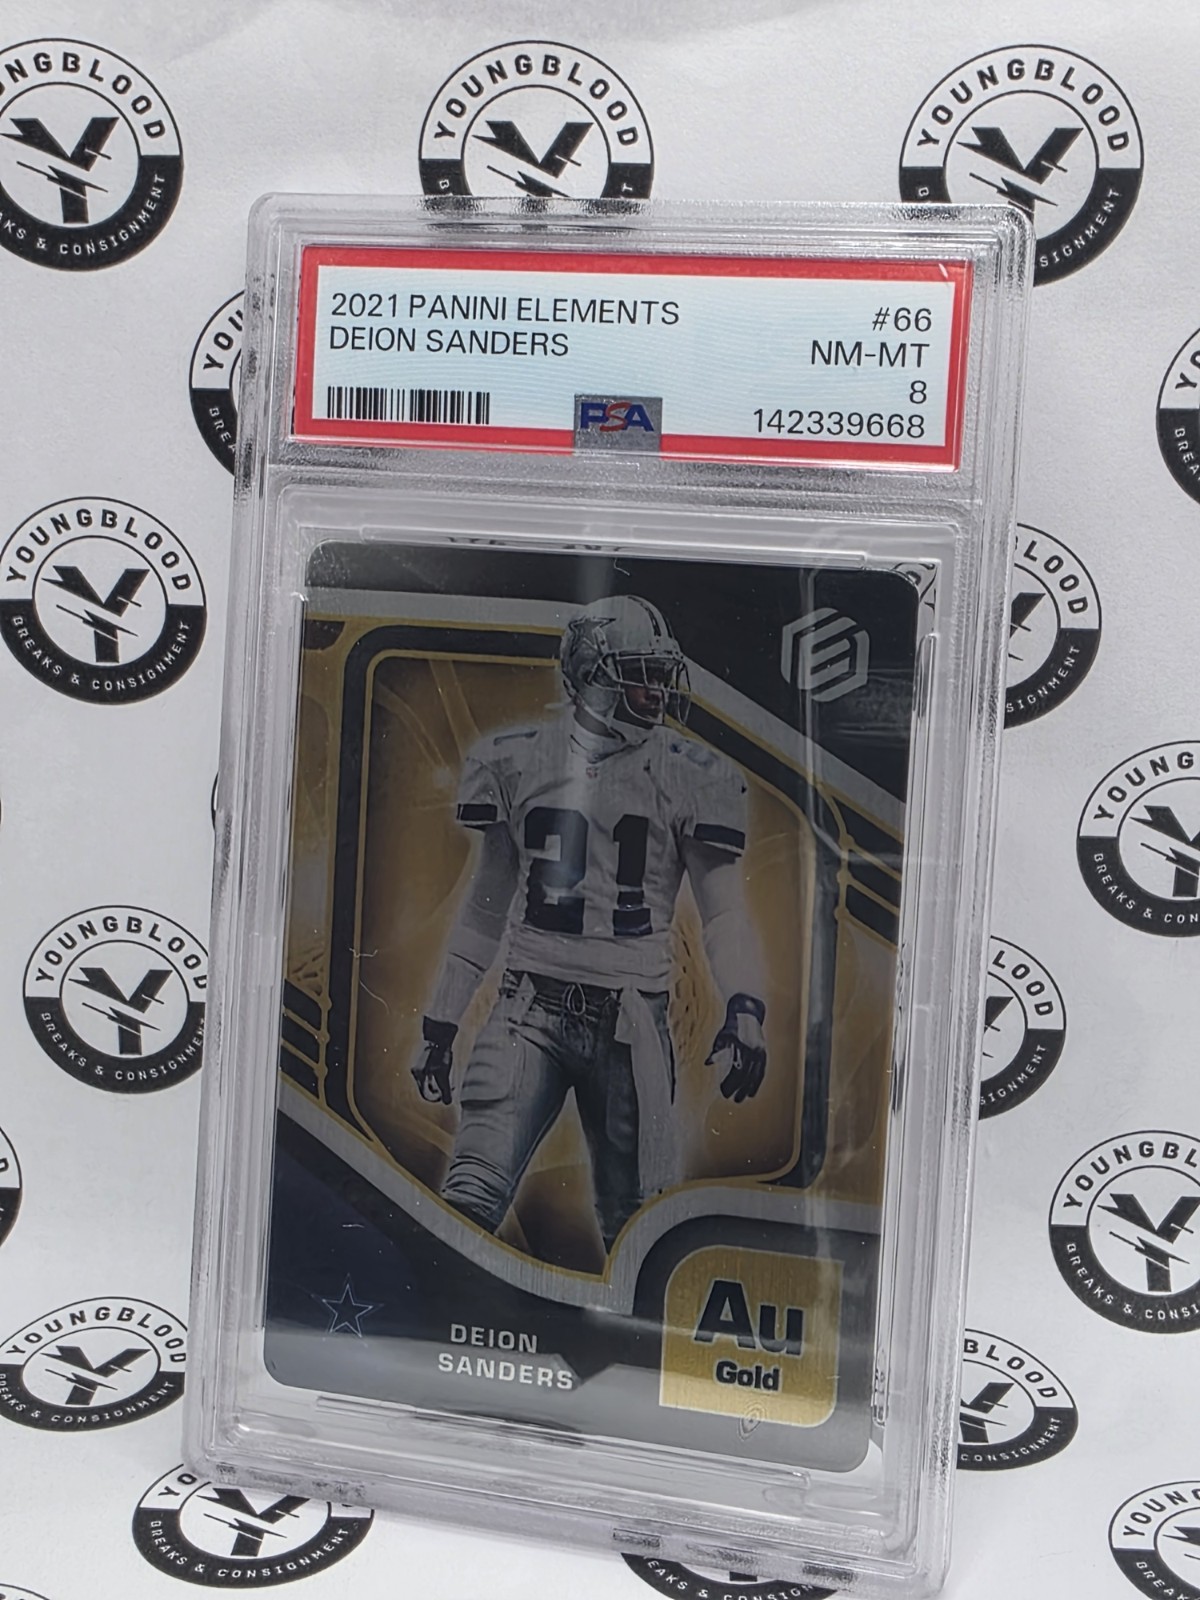 2021 PANINI ELEMENTS
DEION SANDERS
#66
NM-MT
8
142339668
PSA
21
Au
Gold
DEION
SANDERS
YOUNGBLOOD
BREAKS & CONSIGNMENT